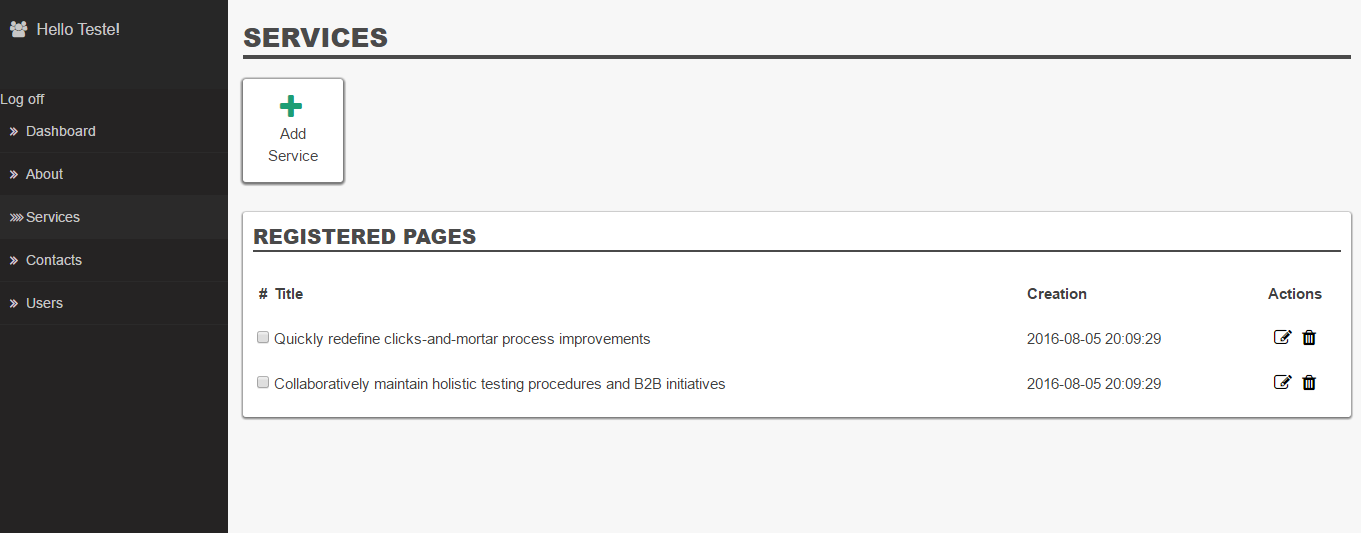 Hello Teste!
Log off
Dashboard
About
Services
Contacts
Users
SERVICES
Add
Service
REGISTERED PAGES
# Title Creation Actions
Quickly redefine clicks-and-mortar process improvements 2016-08-05 20:09:29
Collaboratively maintain holistic testing procedures and B2B initiatives 2016-08-05 20:09:29